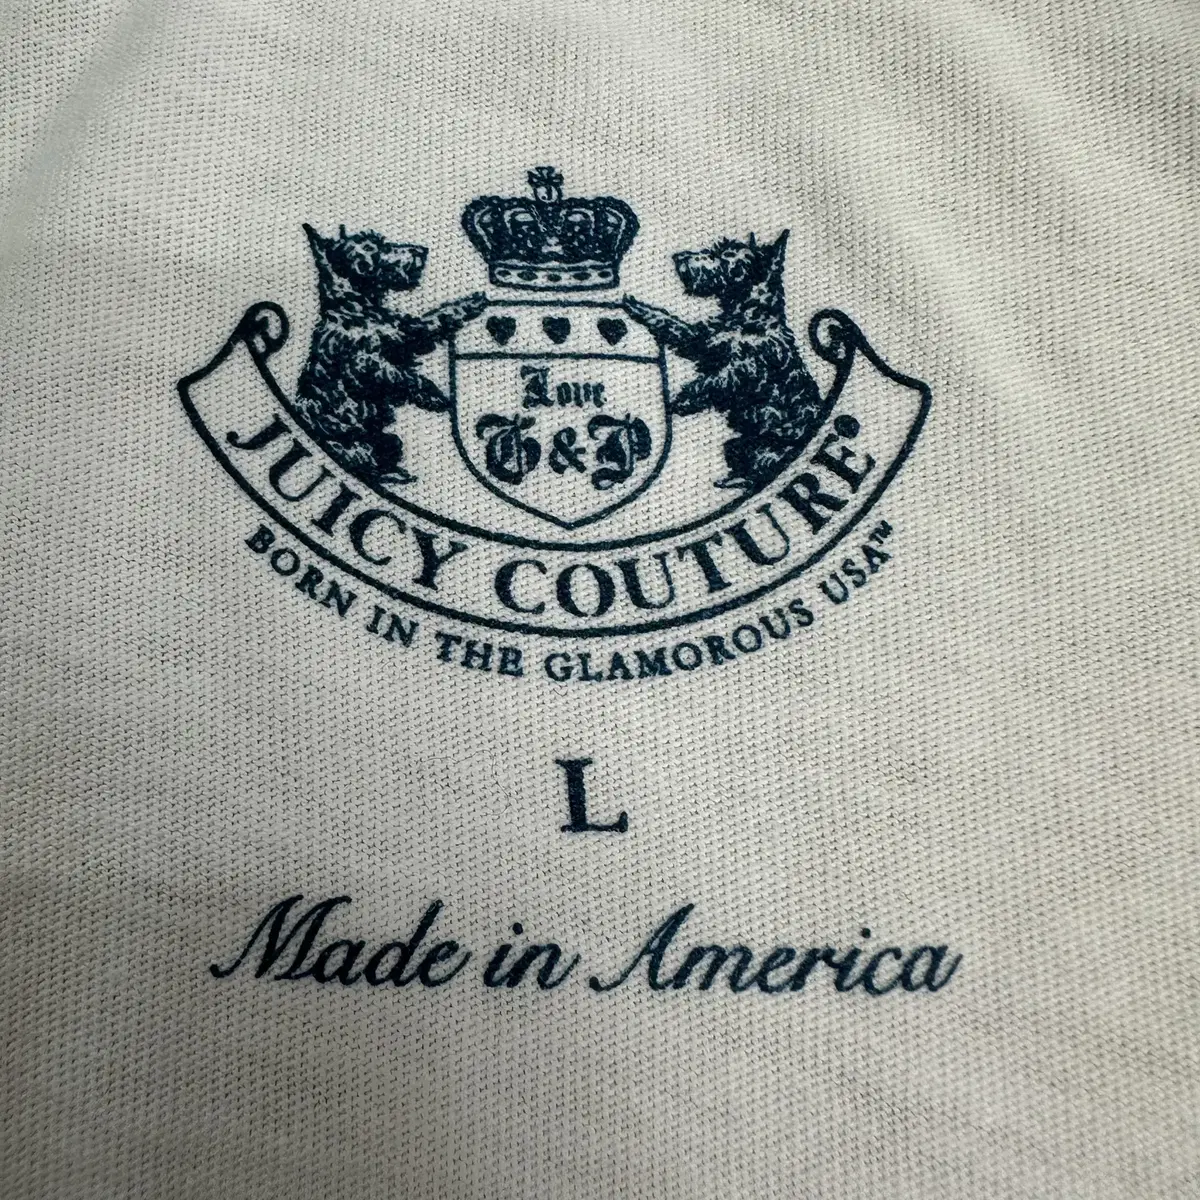 J
Love
G&P
JUICY COUTURE®
BORN IN THE GLAMOROUS USA™
L
Made in America